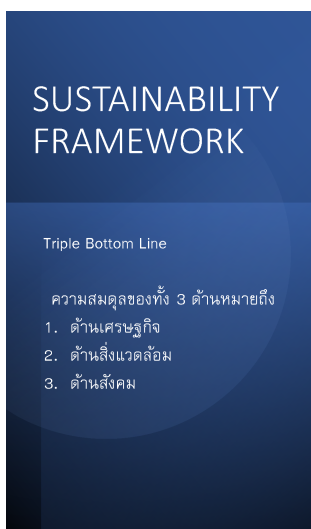 SUSTAINABILITY
FRAMEWORK
Triple Bottom Line
ความสมดุลของทั้ง 3 ด้านหมายถึง
1. ด้านเศรษฐกิจ
2. ด้านสิ่งแวดล้อม
3. ด้านสังคม